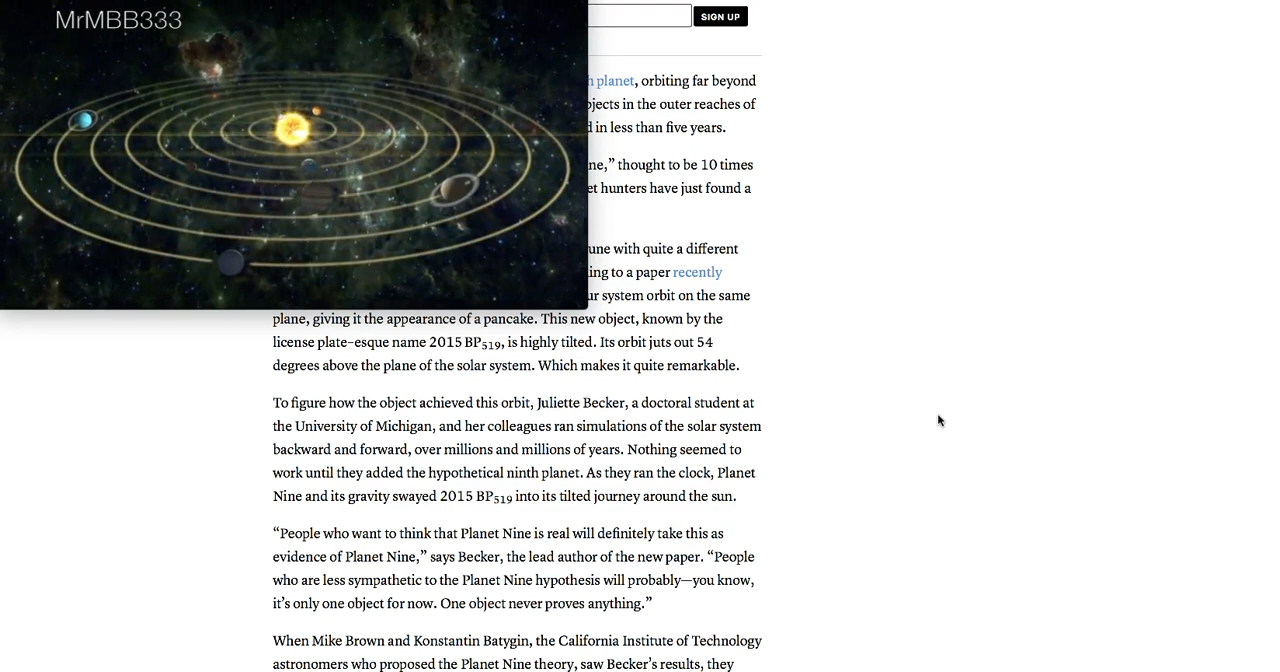 MrMBB333
SIGN UP
planet, orbiting far beyond
jects in the outer reaches of
in less than five years.
ne,” thought to be 10 times
et hunters have just found a
une with quite a different
ing to a paper recently
ur system orbit on the same
plane, giving it the appearance of a pancake. This new object, known by the
license plate-esque name 2015 BP519, is highly tilted. Its orbit juts out 54
degrees above the plane of the solar system. Which makes it quite remarkable.
To figure how the object achieved this orbit, Juliette Becker, a doctoral student at
the University of Michigan, and her colleagues ran simulations of the solar system
backward and forward, over millions and millions of years. Nothing seemed to
work until they added the hypothetical ninth planet. As they ran the clock, Planet
Nine and its gravity swayed 2015 BP519 into its tilted journey around the sun.
“People who want to think that Planet Nine is real will definitely take this as
evidence of Planet Nine,” says Becker, the lead author of the new paper. “People
who are less sympathetic to the Planet Nine hypothesis will probably—you know,
it’s only one object for now. One object never proves anything.”
When Mike Brown and Konstantin Batygin, the California Institute of Technology
astronomers who proposed the Planet Nine theory, saw Becker’s results, they